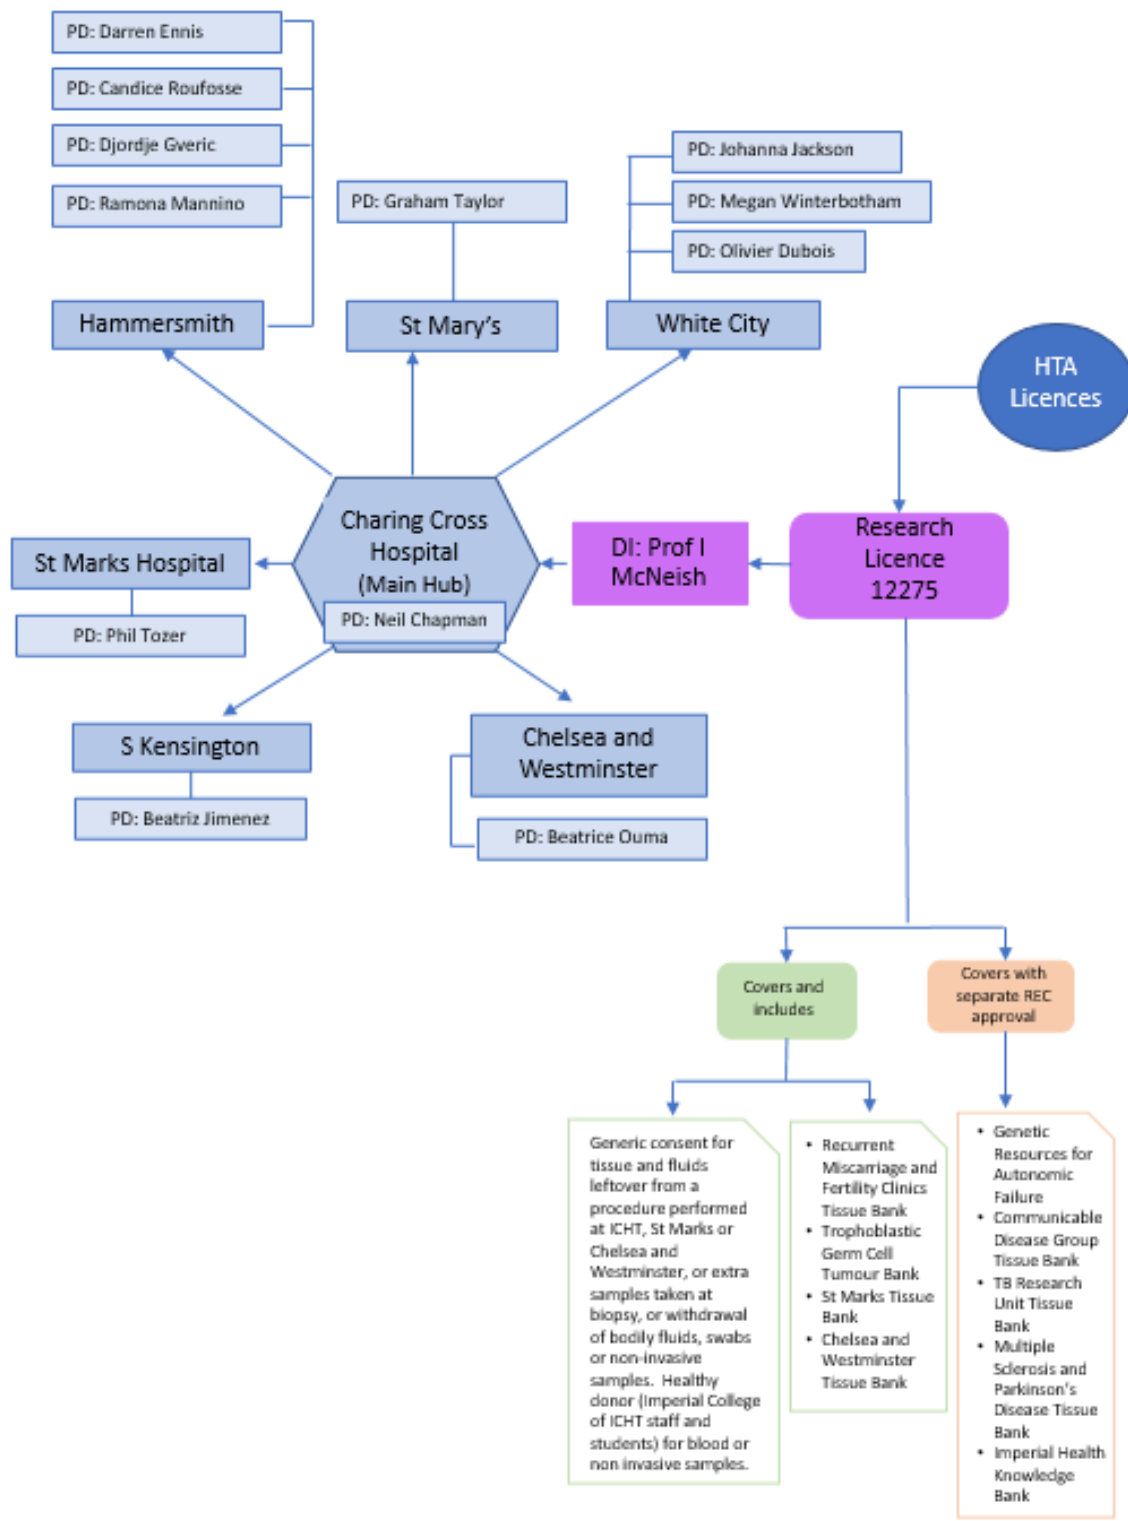 PD: Darren Ennis
PD: Candice Roufosse
PD: Djordje Gveric
PD: Ramona Mannino
Hammersmith
PD: Graham Taylor
St Mary's
PD: Johanna Jackson
PD: Megan Winterbotham
PD: Olivier Dubois
White City
HTA
Licences
Charing Cross
Hospital
(Main Hub)
PD: Neil Chapman
DI: Prof I
McNeish
Research
Licence
12275
St Marks Hospital
PD: Phil Tozer
S Kensington
PD: Beatriz Jimenez
Chelsea and
Westminster
PD: Beatrice Ouma
Covers and
includes
Covers with
separate REC
approval
Generic consent for
tissue and fluids
leftover from a
procedure performed
at ICHT, St Marks or
Chelsea and
Westminster, or extra
samples taken at
biopsy, or withdrawal
of bodily fluids, swabs
or non-invasive
samples. Healthy
donor (Imperial College
of ICHT staff and
students) for blood or
non invasive samples.
• Recurrent
Miscarriage and
Fertility Clinics
Tissue Bank
• Trophoblastic
Germ Cell
Tumour Bank
• St Marks Tissue
Bank
• Chelsea and
Westminster
Tissue Bank
• Genetic
Resources for
Autonomic
Failure
• Communicable
Disease Group
Tissue Bank
• TB Research
Unit Tissue
Bank
• Multiple
Sclerosis and
Parkinson's
Disease Tissue
Bank
• Imperial Health
Knowledge
Bank